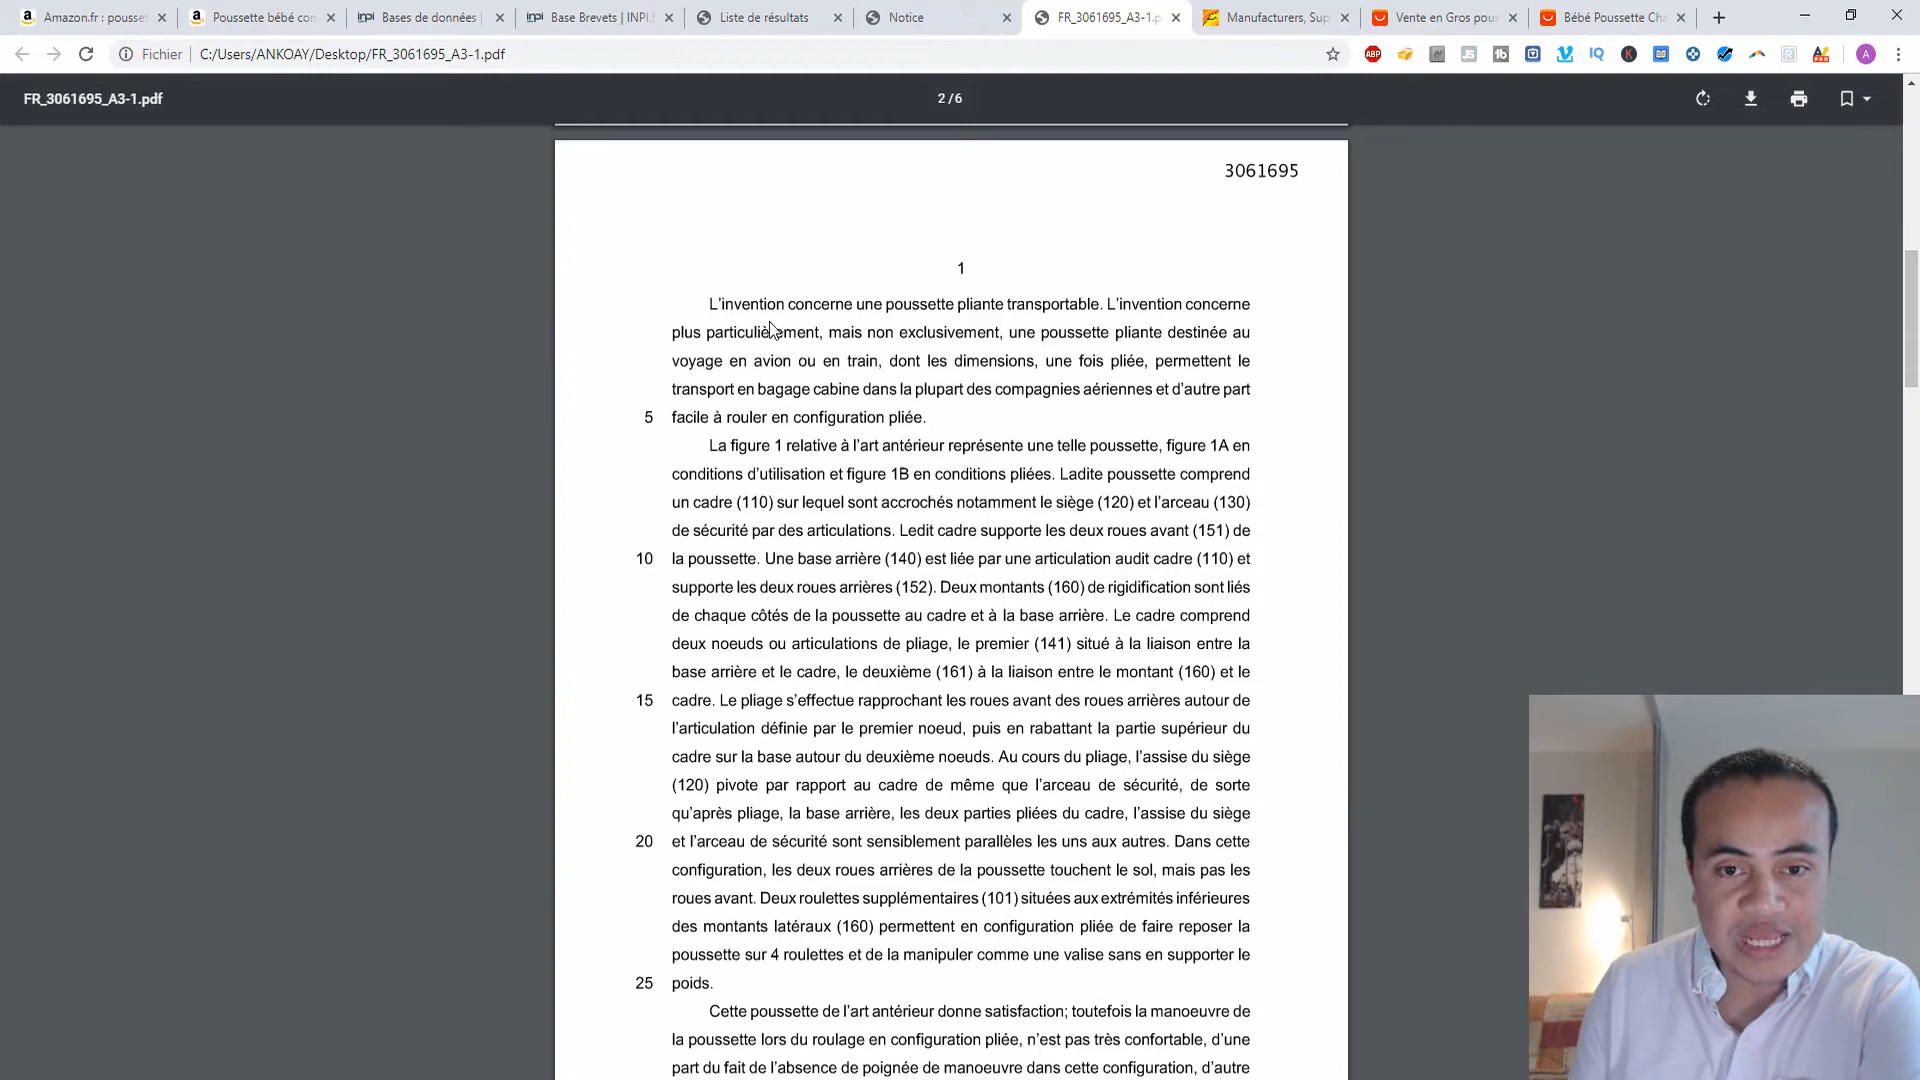 Amazon.fr : pousset
Poussette bébé con
inpi Bases de données |
inpi Base Brevets | INPI.f
Liste de résultats
Notice
FR_3061695_A3-1.p
Manufacturers, Sup
Vente en Gros pous
Bébé Poussette Cha
Fichier
C:/Users/ANKOAY/Desktop/FR_3061695_A3-1.pdf
ABP
JS
1b
IQ
K
A
FR_3061695_A3-1.pdf
2 / 6
3061695
1
L'invention concerne une poussette pliante transportable. L'invention concerne
plus particulièrement, mais non exclusivement, une poussette pliante destinée au
voyage en avion ou en train, dont les dimensions, une fois pliée, permettent le
transport en bagage cabine dans la plupart des compagnies aériennes et d'autre part
5 facile à rouler en configuration pliée.
La figure 1 relative à l'art antérieur représente une telle poussette, figure 1A en
conditions d'utilisation et figure 1B en conditions pliées. Ladite poussette comprend
un cadre (110) sur lequel sont accrochés notamment le siège (120) et l'arceau (130)
de sécurité par des articulations. Ledit cadre supporte les deux roues avant (151) de
10 la poussette. Une base arrière (140) est liée par une articulation audit cadre (110) et
supporte les deux roues arrières (152). Deux montants (160) de rigidification sont liés
de chaque côtés de la poussette au cadre et à la base arrière. Le cadre comprend
deux noeuds ou articulations de pliage, le premier (141) situé à la liaison entre la
base arrière et le cadre, le deuxième (161) à la liaison entre le montant (160) et le
15 cadre. Le pliage s'effectue rapprochant les roues avant des roues arrières autour de
l'articulation définie par le premier noeud, puis en rabattant la partie supérieur du
cadre sur la base autour du deuxième noeuds. Au cours du pliage, l'assise du siège
(120) pivote par rapport au cadre de même que l'arceau de sécurité, de sorte
qu'après pliage, la base arrière, les deux parties pliées du cadre, l'assise du siège
20 et l'arceau de sécurité sont sensiblement parallèles les uns aux autres. Dans cette
configuration, les deux roues arrières de la poussette touchent le sol, mais pas les
roues avant. Deux roulettes supplémentaires (101) situées aux extrémités inférieures
des montants latéraux (160) permettent en configuration pliée de faire reposer la
poussette sur 4 roulettes et de la manipuler comme une valise sans en supporter le
25 poids.
Cette poussette de l'art antérieur donne satisfaction; toutefois la manoeuvre de
la poussette lors du roulage en configuration pliée, n'est pas très confortable, d'une
part du fait de l'absence de poignée de manoeuvre dans cette configuration, d'autre